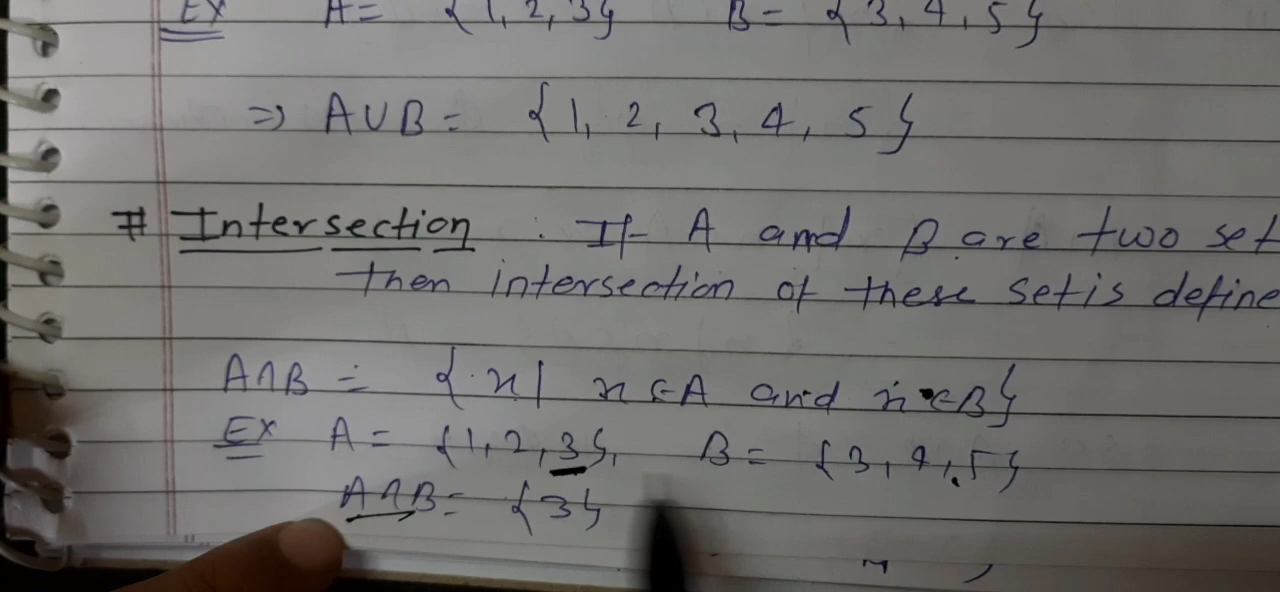 Ex A = {1, 2, 3} B = {3, 4, 5}
⇒ A∪B = {1, 2, 3, 4, 5}
# Intersection : If A and B are two set
then intersection of these set is define
A∩B = {x| x∈A and x∈B}
Ex A = {1, 2, 3}, B = {3, 4, 5}
A∩B = {3}